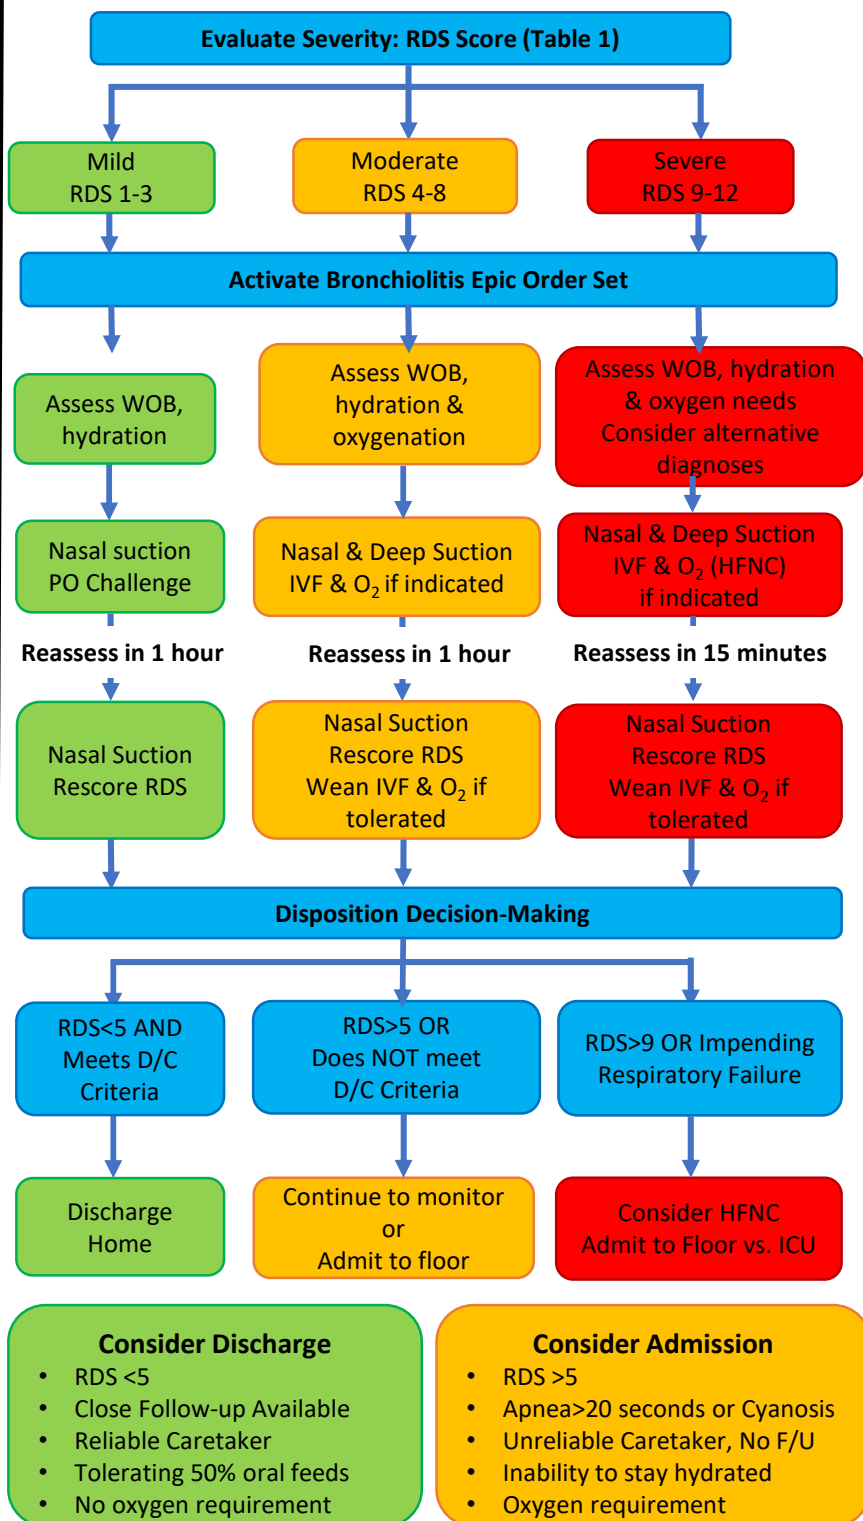 Evaluate Severity: RDS Score (Table 1)
Mild
RDS 1-3
Moderate
RDS 4-8
Severe
RDS 9-12
Activate Bronchiolitis Epic Order Set
Assess WOB,
hydration
Assess WOB,
hydration &
oxygenation
Assess WOB, hydration
& oxygen needs
Consider alternative
diagnoses
Nasal suction
PO Challenge
Nasal & Deep Suction
IVF & O₂ if indicated
Nasal & Deep Suction
IVF & O₂ (HFNC)
if indicated
Reassess in 1 hour
Reassess in 1 hour
Reassess in 15 minutes
Nasal Suction
Rescore RDS
Nasal Suction
Rescore RDS
Wean IVF & O₂ if
tolerated
Nasal Suction
Rescore RDS
Wean IVF & O₂ if
tolerated
Disposition Decision-Making
RDS<5 AND
Meets D/C
Criteria
RDS>5 OR
Does NOT meet
D/C Criteria
RDS>9 OR Impending
Respiratory Failure
Discharge
Home
Continue to monitor
or
Admit to floor
Consider HFNC
Admit to Floor vs. ICU
Consider Discharge
• RDS <5
• Close Follow-up Available
• Reliable Caretaker
• Tolerating 50% oral feeds
• No oxygen requirement
Consider Admission
• RDS >5
• Apnea>20 seconds or Cyanosis
• Unreliable Caretaker, No F/U
• Inability to stay hydrated
• Oxygen requirement